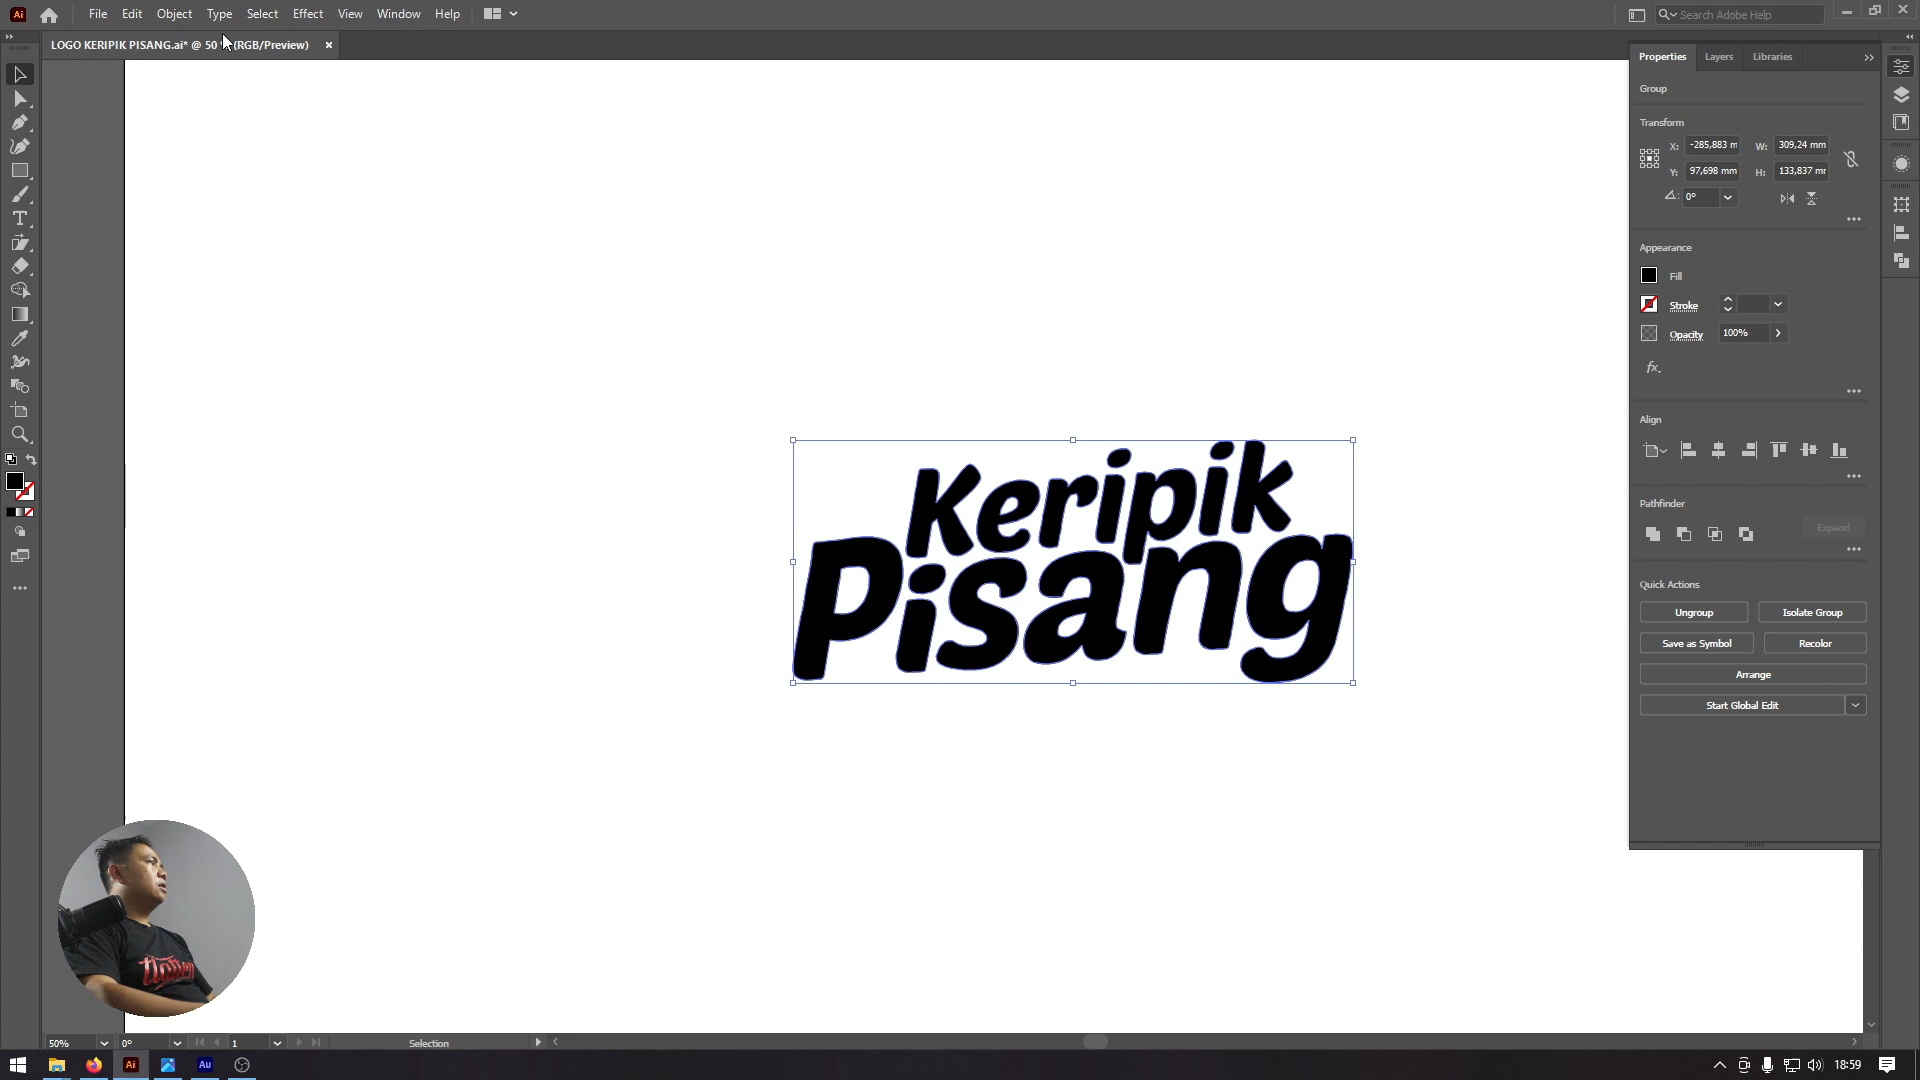 File Edit Object Type Select Effect View Window Help
Search Adobe Help
LOGO KERIPIK PISANG.ai* @ 50 (RGB/Preview)
Properties Layers Libraries
Group
Transform
X: -285,883 m W: 309,24 mm
Y: 97,698 mm H: 133,837 mm
0°
Appearance
Fill
Stroke
Opacity 100%
fx.
Align
Pathfinder
Expand
Quick Actions
Ungroup Isolate Group
Save as Symbol Recolor
Arrange
Start Global Edit
Keripik
Pisang
50% 0° 1 Selection
Ai Au 18:59